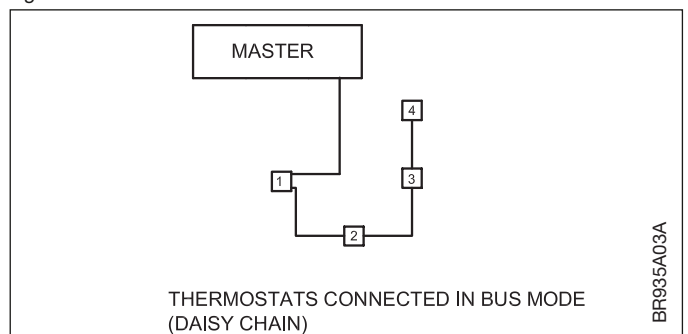 MASTER
4
1
3
2
THERMOSTATS CONNECTED IN BUS MODE
(DAISY CHAIN)
BR935A03A